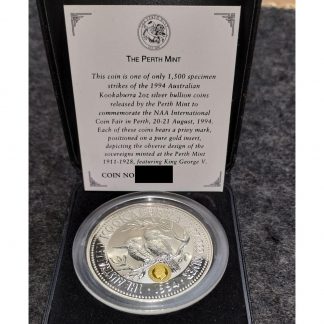 THE PERTH MINT
This coin is one of only 1,500 specimen
strikes of the 1994 Australian
Kookaburra 2oz silver bullion coins
released by the Perth Mint to
commemorate the NAA International
Coin Fair in Perth, 20-21 August, 1994.
Each of these coins bears a privy mark,
positioned on a pure gold insert,
depicting the obverse design of the
sovereigns minted at the Perth Mint
1911-1928, featuring King George V.
COIN NO
1994